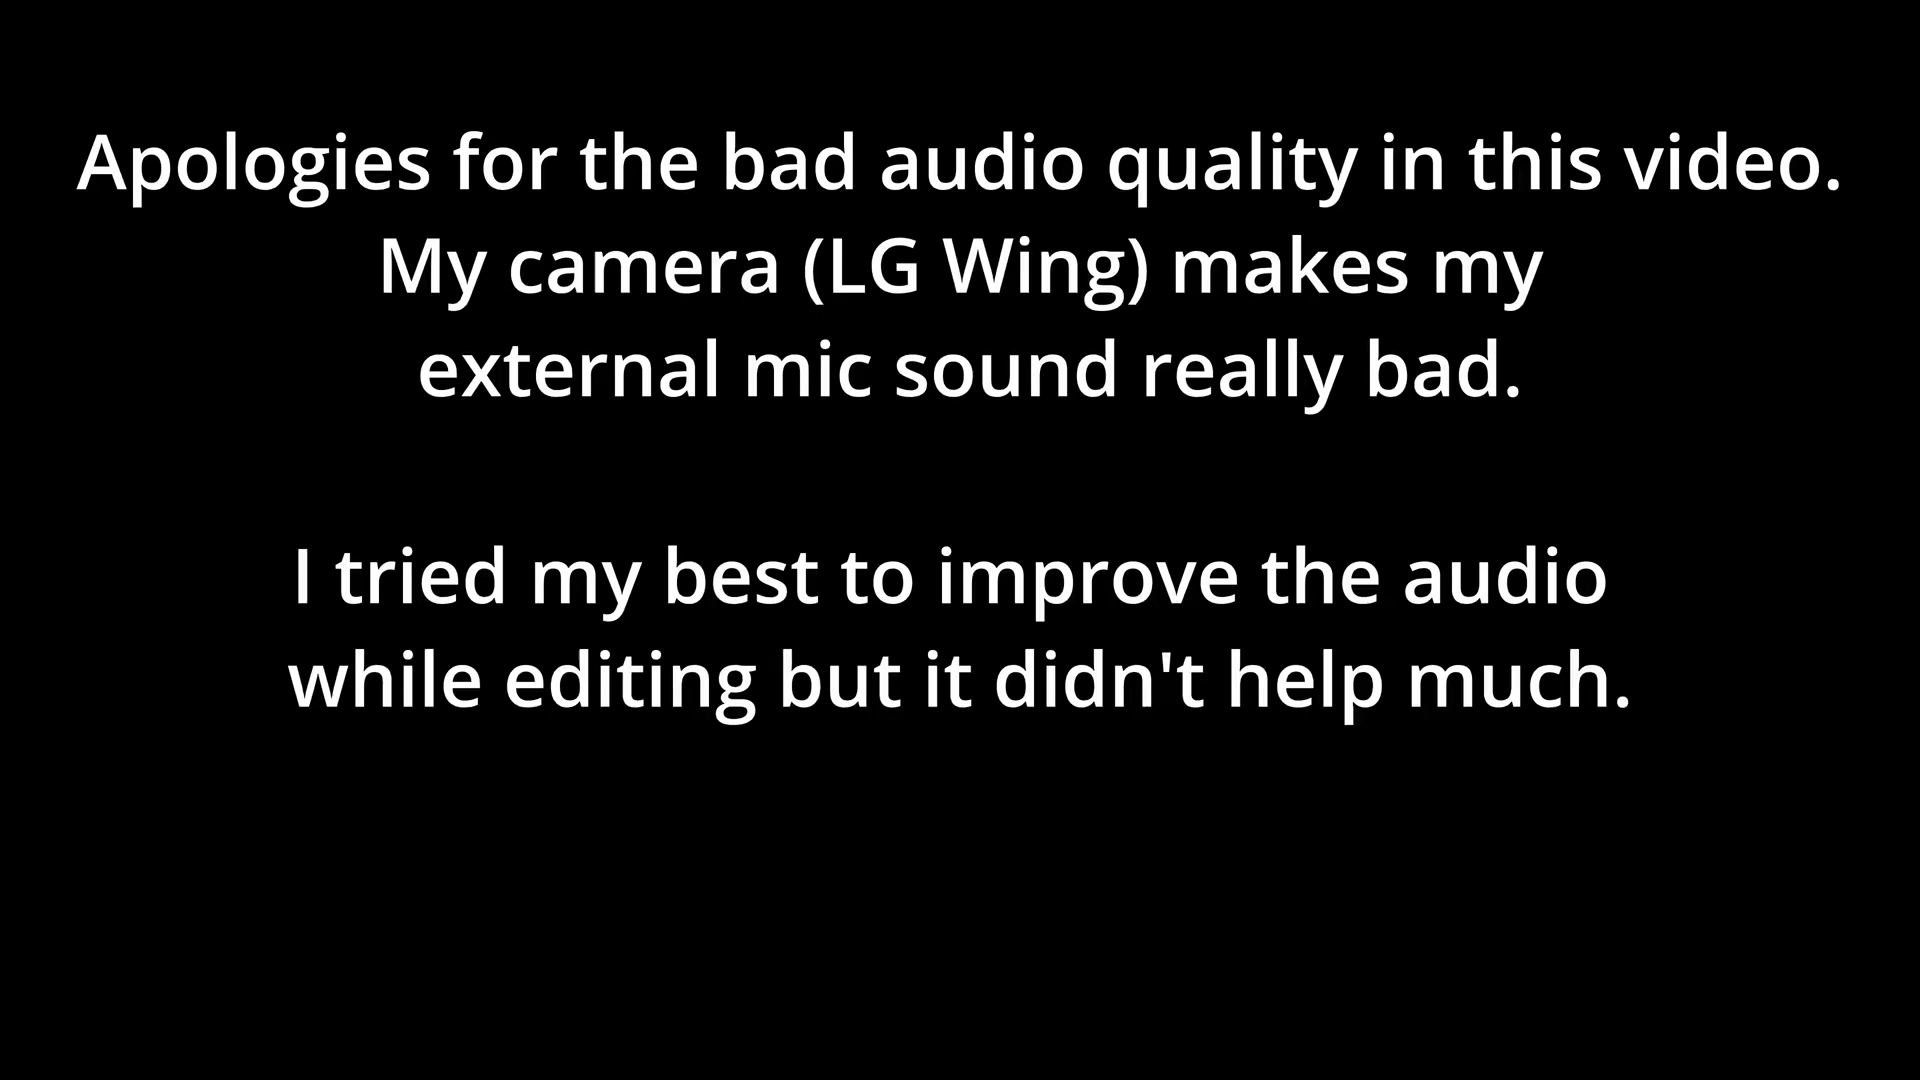 Apologies for the bad audio quality in this video.
My camera (LG Wing) makes my
external mic sound really bad.
I tried my best to improve the audio
while editing but it didn't help much.